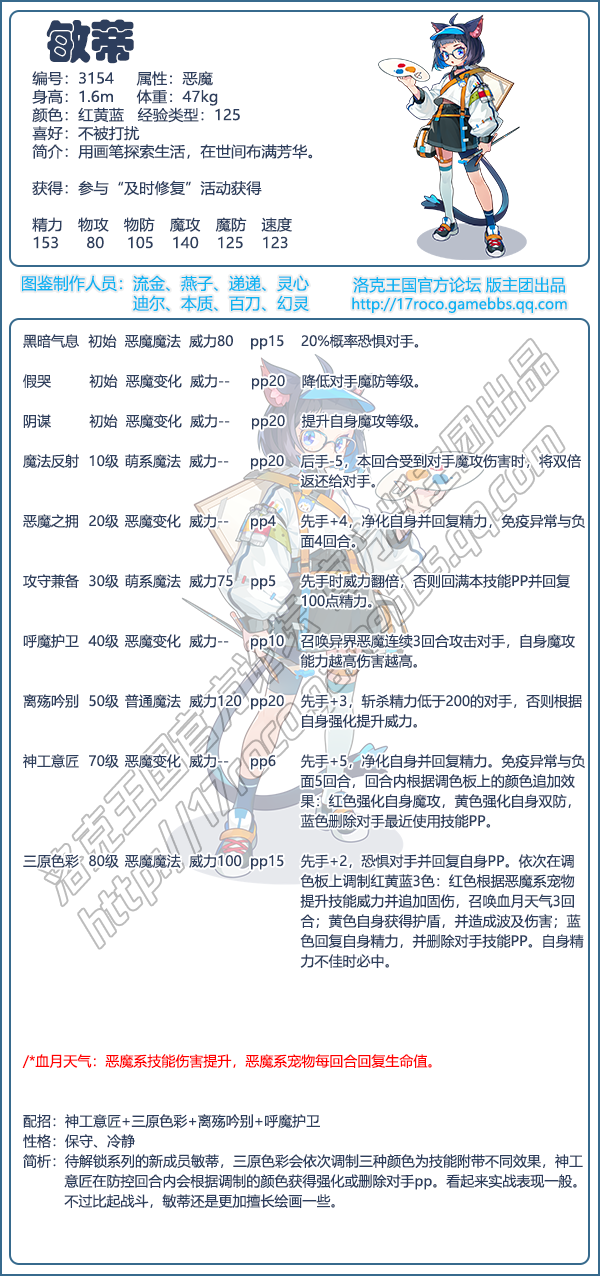 敏蒂
编号：3154 属性：恶魔
身高：1.6m 体重：47kg
颜色：红黄蓝 经验类型：125
喜好：不被打扰
简介：用画笔探索生活，在世间布满芳华。
获得：参与“及时修复”活动获得
精力 物攻 物防 魔攻 魔防 速度
153 80 105 140 125 123
图鉴制作人员：流金、燕子、递递、灵心
迪尔、本质、百刀、幻灵
洛克王国官方论坛 版主团出品
http://17roco.gamebbs.qq.com
黑暗气息 初始 恶魔魔法 威力80 pp15 20%概率恐惧对手。
假哭 初始 恶魔变化 威力-- pp20 降低对手魔防等级。
阴谋 初始 恶魔变化 威力-- pp20 提升自身魔攻等级。
魔法反射 10级 萌系魔法 威力-- pp20 后手-5，本回合受到对手魔攻伤害时，将双倍
返还给对手。
恶魔之拥 20级 恶魔变化 威力-- pp4 先手+4，净化自身并回复精力，免疫异常与负
面4回合。
攻守兼备 30级 萌系魔法 威力75 pp5 先手时威力翻倍，否则回满本技能PP并回复
100点精力。
呼魔护卫 40级 恶魔变化 威力-- pp10 召唤异界恶魔连续3回合攻击对手，自身魔攻
能力越高伤害越高。
离殇吟别 50级 普通魔法 威力120 pp20 先手+3，斩杀精力低于200的对手，否则根据
自身强化提升威力。
神工意匠 70级 恶魔变化 威力-- pp6 先手+5，净化自身并回复精力。免疫异常与负
面5回合，回合内根据调色板上的颜色追加效
果：红色强化自身魔攻，黄色强化自身双防，
蓝色删除对手最近使用技能PP。
三原色彩 80级 恶魔魔法 威力100 pp15 先手+2，恐惧对手并回复自身PP。依次在调
色板上调制红黄蓝3色：红色根据恶魔系宠物
提升技能威力并追加固伤，召唤血月天气3回
合；黄色自身获得护盾，并造成波及伤害；蓝
色回复自身精力，并删除对手技能PP。自身精
力不佳时必中。
洛克王国官方论坛版主团出品
http://17roco.gamebbs.qq.com
/*血月天气：恶魔系技能伤害提升，恶魔系宠物每回合回复生命值。
配招：神工意匠+三原色彩+离殇吟别+呼魔护卫
性格：保守、冷静
简析：待解锁系列的新成员敏蒂，三原色彩会依次调制三种颜色为技能附带不同效果，神工
意匠在防控回合内会根据调制的颜色获得强化或删除对手pp。看起来实战表现一般。
不过比起战斗，敏蒂还是更加擅长绘画一些。